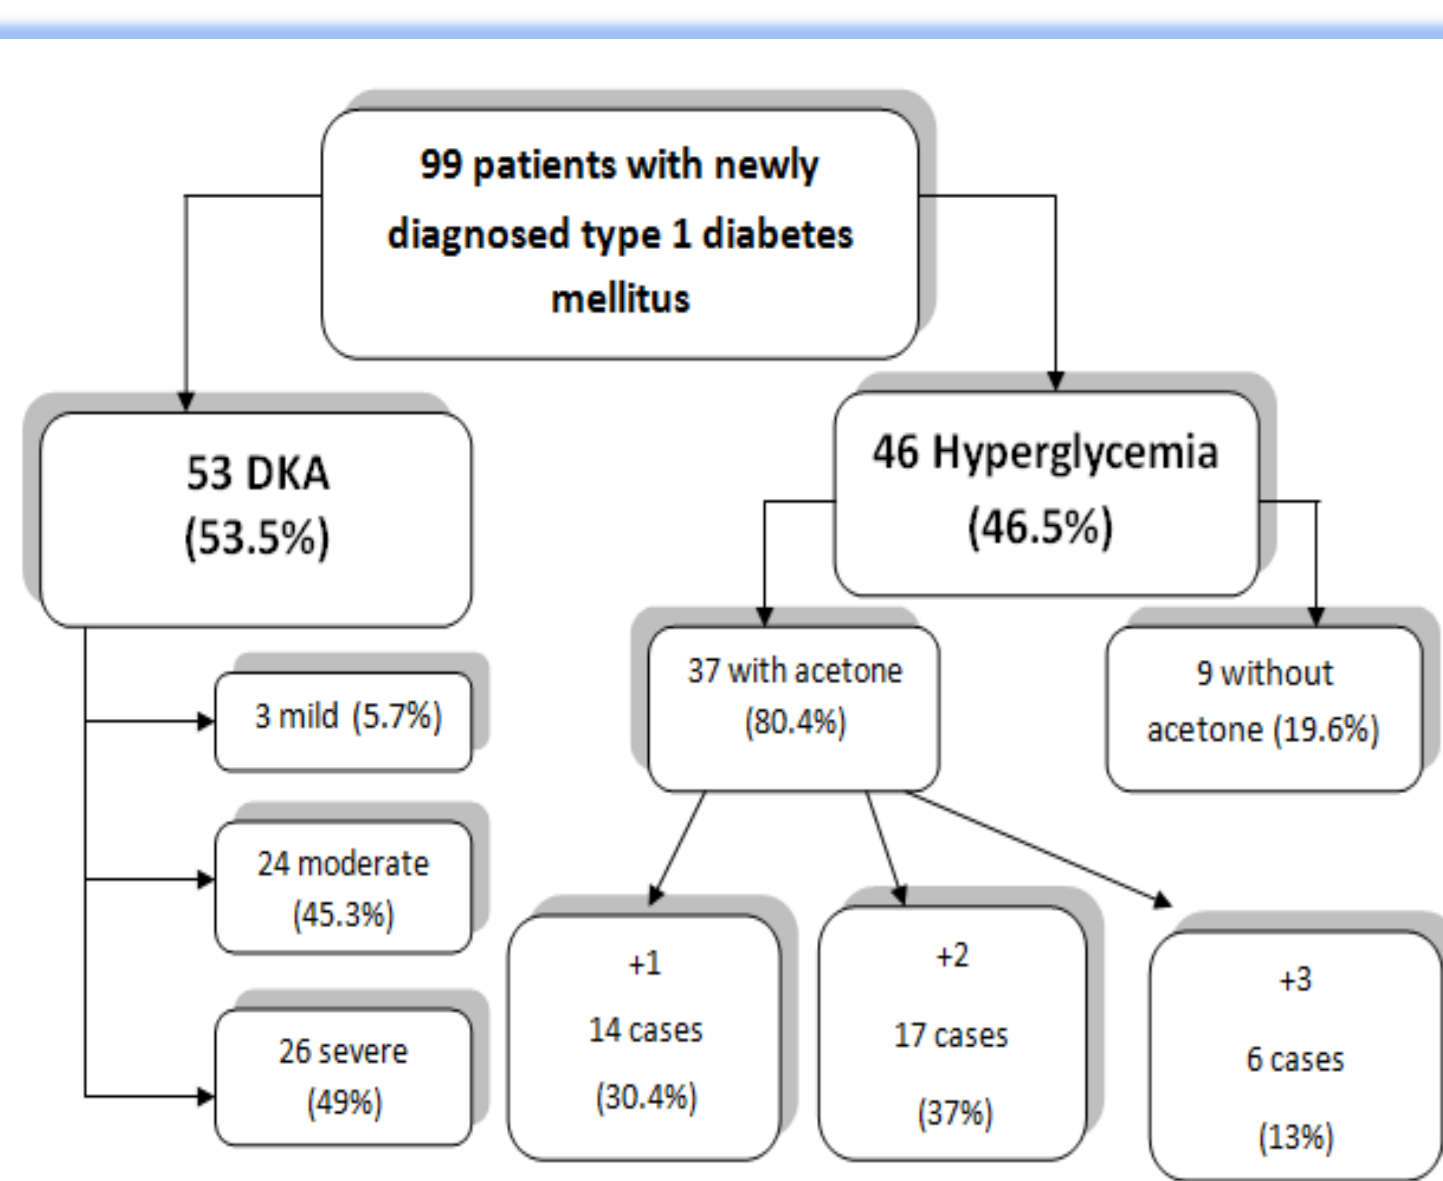 99 patients with newly
diagnosed type 1 diabetes
mellitus
53 DKA
(53.5%)
46 Hyperglycemia
(46.5%)
3 mild (5.7%)
24 moderate
(45.3%)
26 severe
(49%)
37 with acetone
(80.4%)
9 without
acetone (19.6%)
+1
14 cases
(30.4%)
+2
17 cases
(37%)
+3
6 cases
(13%)